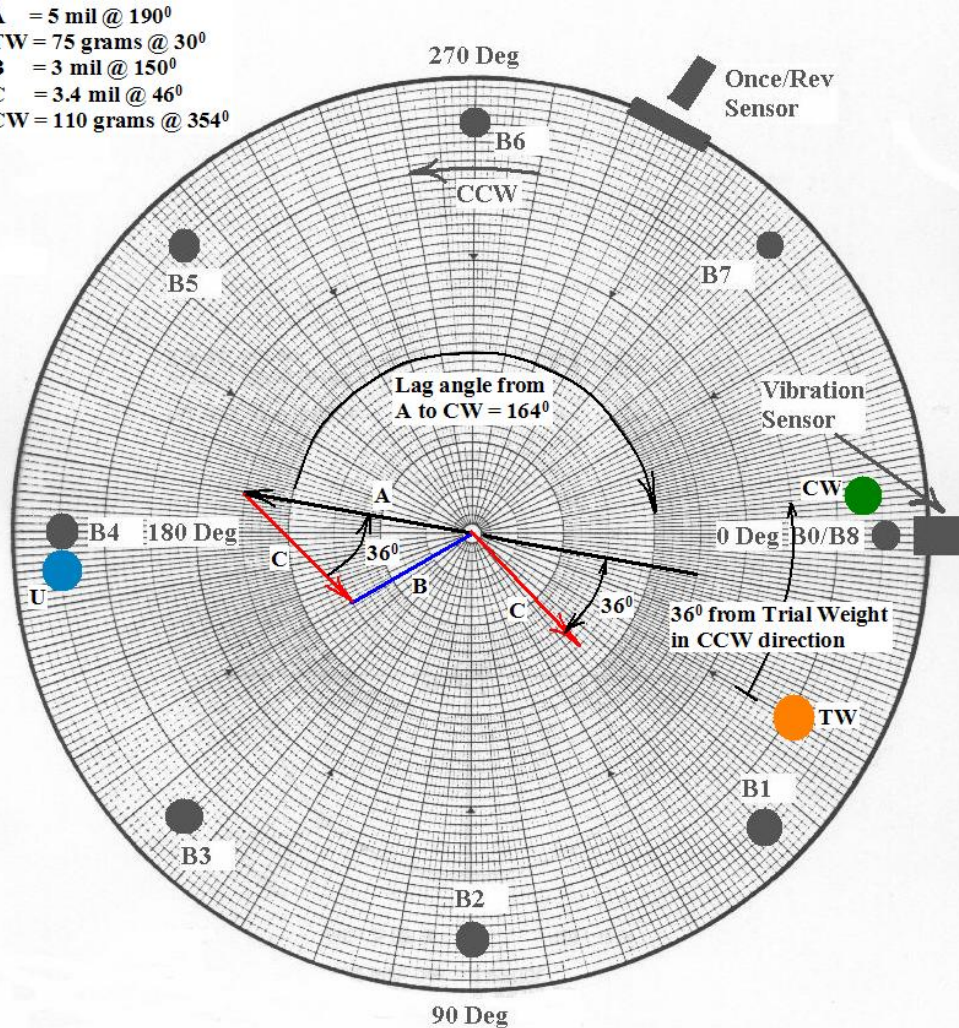 = 5 mil @ 190⁰
TW = 75 grams @ 30⁰
B = 3 mil @ 150⁰
C = 3.4 mil @ 46⁰
CW = 110 grams @ 354⁰
270 Deg
Once/Rev
Sensor
B6
CCW
B5
B7
Lag angle from
A to CW = 164⁰
Vibration
Sensor
A
CW
B4
180 Deg
0 Deg
B0/B8
C
36⁰
U
B
C
36⁰
36⁰ from Trial Weight
in CCW direction
TW
B1
B3
B2
90 Deg